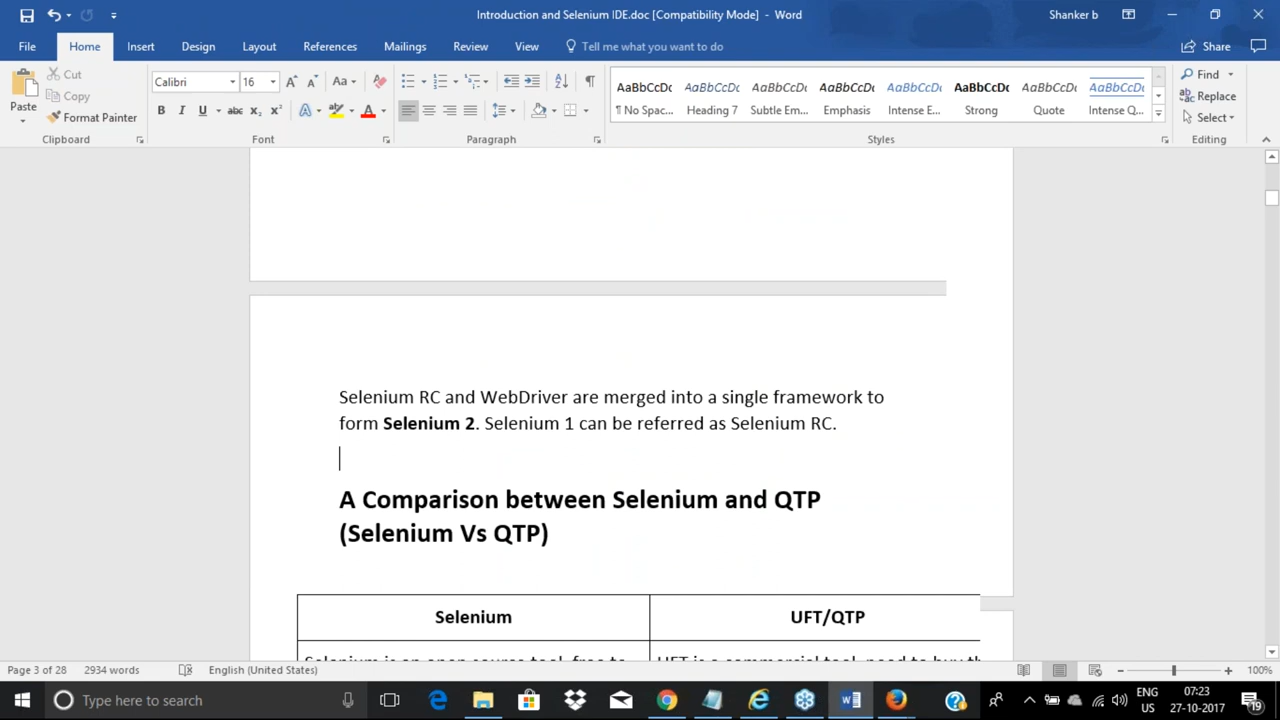 Introduction and Selenium IDE.doc [Compatibility Mode] - Word
Shanker b
File Home Insert Design Layout References Mailings Review View Tell me what you want to do Share
Paste
Cut
Copy
Format Painter
Calibri 16
AaBbCcDc AaBbCcDc AaBbCcDc AaBbCcDc AaBbCcDc AaBbCcDc AaBbCcDc AaBbCcDc
¶ No Spac... Heading 7 Subtle Em... Emphasis Intense E... Strong Quote Intense Q...
Find
Replace
Select
Clipboard Font Paragraph Styles Editing
Selenium RC and WebDriver are merged into a single framework to
form Selenium 2. Selenium 1 can be referred as Selenium RC.
A Comparison between Selenium and QTP
(Selenium Vs QTP)
Selenium UFT/QTP
Page 3 of 28 2934 words English (United States) 100%
Type here to search
ENG
US
07:23
27-10-2017
19